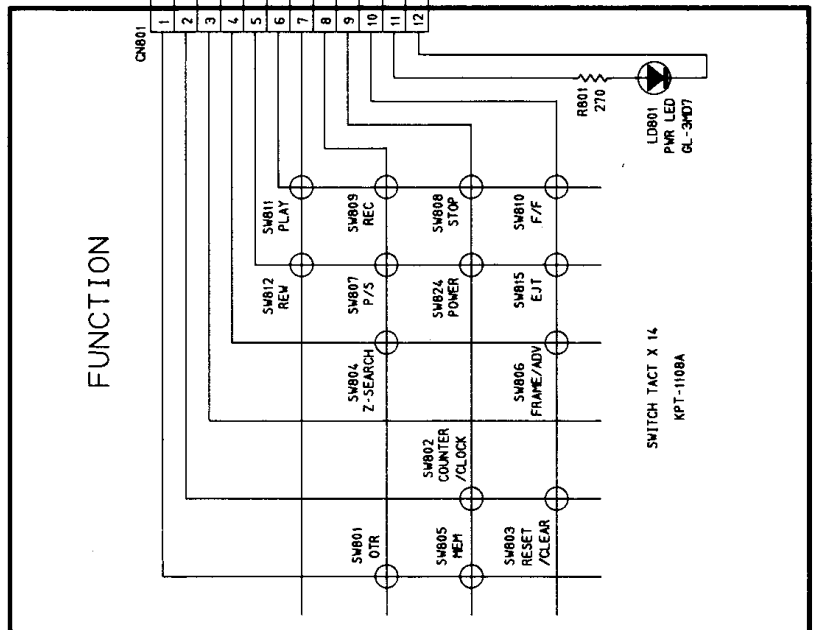 1 2 3 4 5 6 7 8 9 10 11 12
CN801
R801
270
LD801
PWR LED
GL-3MD7
FUNCTION
SW811
PLAY
SW809
REC
SW808
STOP
SW810
F/F
SW812
REW
SW807
P/S
SW824
POWER
SW815
EJT
SW804
Z-SEARCH
SW806
FRAME/ADV
SW802
COUNTER
/CLOCK
SW801
OTR
SW805
MEM
SW803
RESET
/CLEAR
SWITCH TACT X 14
KPT-1108A